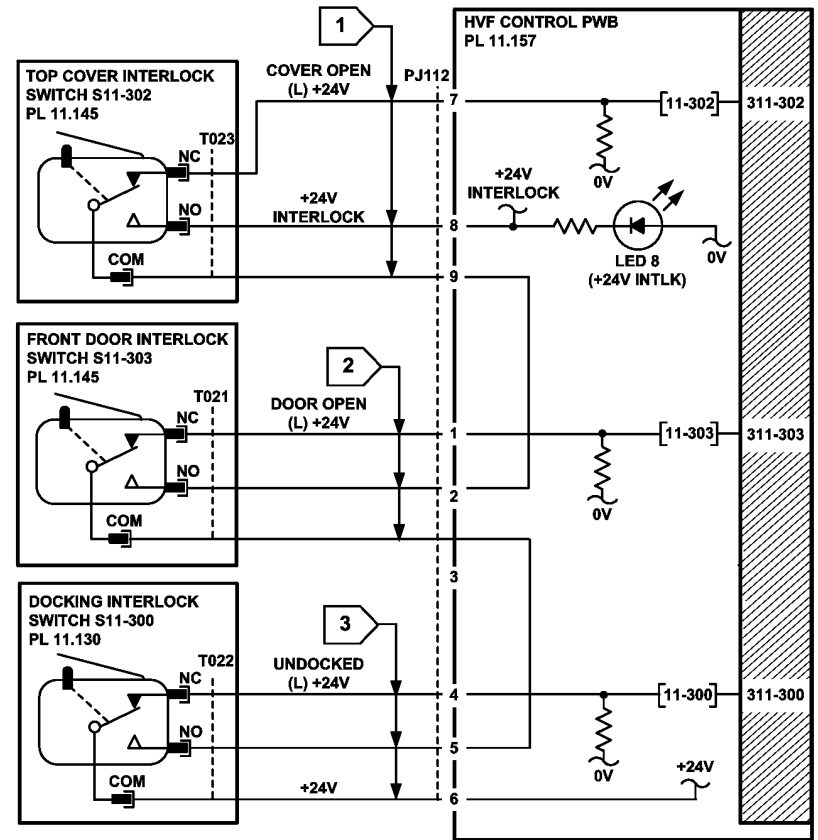 1
HVF CONTROL PWB
PL 11.157
TOP COVER INTERLOCK
SWITCH S11-302
PL 11.145
COVER OPEN
(L) +24V
PJ112
7
11-302
311-302
T023
NC
0V
+24V
INTERLOCK
+24V
INTERLOCK
NO
8
LED 8
(+24V INTLK)
0V
COM
9
FRONT DOOR INTERLOCK
SWITCH S11-303
PL 11.145
2
T021
DOOR OPEN
(L) +24V
NC
1
11-303
311-303
NO
2
0V
COM
3
DOCKING INTERLOCK
SWITCH S11-300
PL 11.130
3
T022
UNDOCKED
(L) +24V
NC
4
11-300
311-300
NO
5
0V
+24V
COM
+24V
6